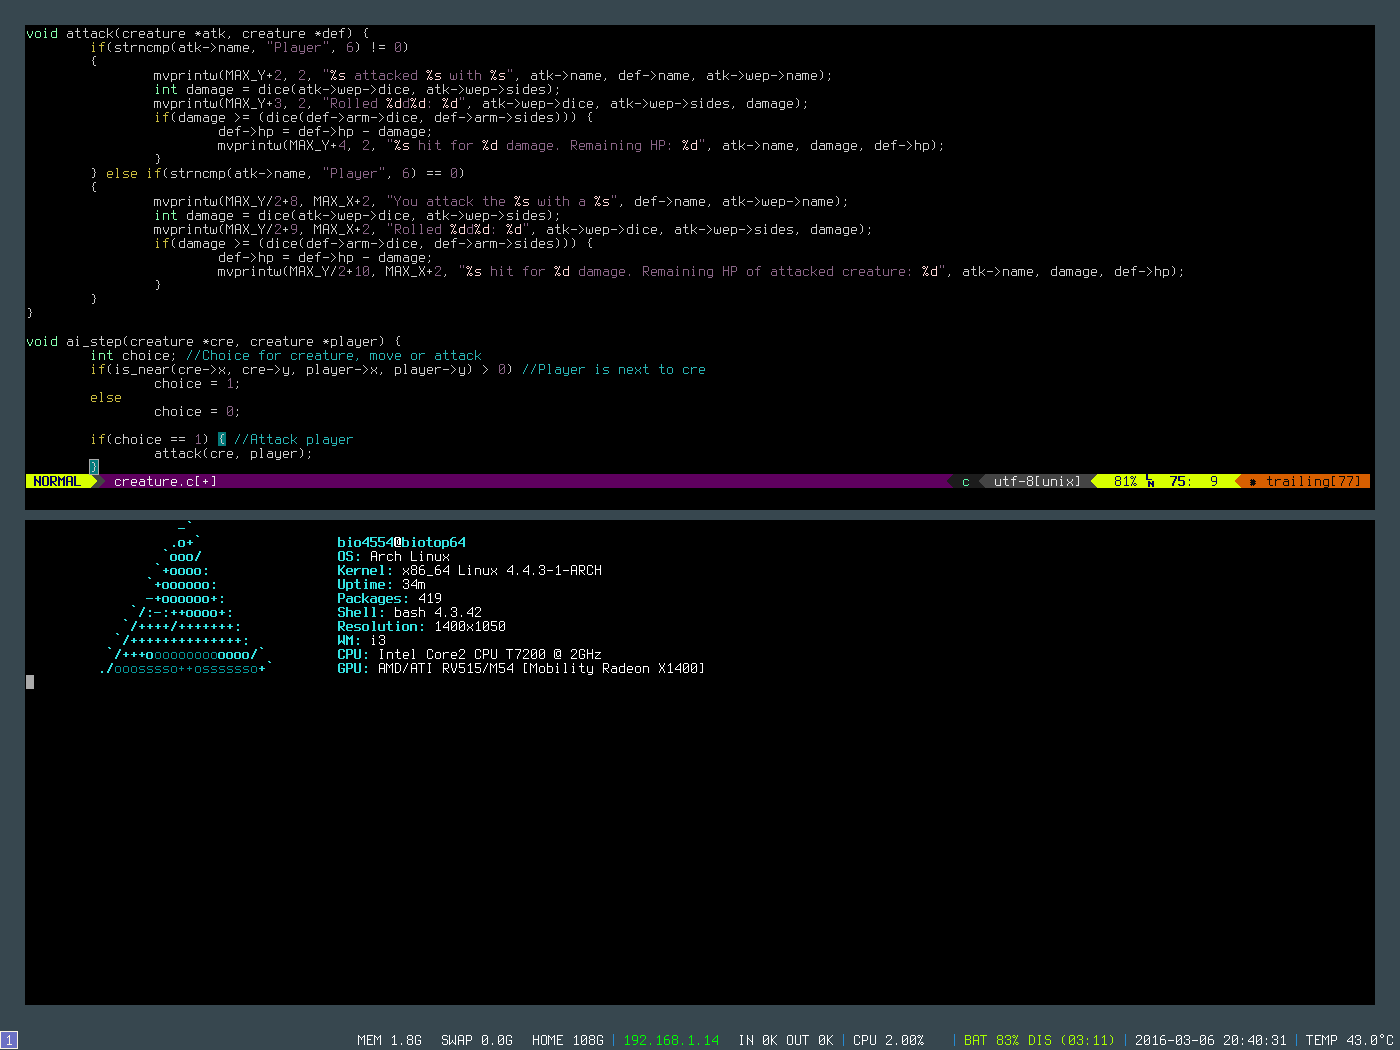 void attack(creature *atk, creature *def) {
        if(strncmp(atk->name, "Player", 6) != 0)
        {
                mvprintw(MAX_Y+2, 2, "%s attacked %s with %s", atk->name, def->name, atk->wep->name);
                int damage = dice(atk->wep->dice, atk->wep->sides);
                mvprintw(MAX_Y+3, 2, "Rolled %dd%d: %d", atk->wep->dice, atk->wep->sides, damage);
                if(damage >= (dice(def->arm->dice, def->arm->sides))) {
                        def->hp = def->hp - damage;
                        mvprintw(MAX_Y+4, 2, "%s hit for %d damage. Remaining HP: %d", atk->name, damage, def->hp);
                }
        } else if(strncmp(atk->name, "Player", 6) == 0)
        {
                mvprintw(MAX_Y/2+8, MAX_X+2, "You attack the %s with a %s", def->name, atk->wep->name);
                int damage = dice(atk->wep->dice, atk->wep->sides);
                mvprintw(MAX_Y/2+9, MAX_X+2, "Rolled %dd%d: %d", atk->wep->dice, atk->wep->sides, damage);
                if(damage >= (dice(def->arm->dice, def->arm->sides))) {
                        def->hp = def->hp - damage;
                        mvprintw(MAX_Y/2+10, MAX_X+2, "%s hit for %d damage. Remaining HP of attacked creature: %d", atk->name, damage, def->hp);
                }
        }
}
void ai_step(creature *cre, creature *player) {
        int choice; //Choice for creature, move or attack
        if(is_near(cre->x, cre->y, player->x, player->y) > 0) //Player is next to cre
                choice = 1;
        else
                choice = 0;
        if(choice == 1) { //Attack player
                attack(cre, player);
        }
NORMAL creature.c[+] c utf-8[unix] 81% LN 75: 9 # trailing[77]
         -`
        .o+`          bio4554@biotop64
       `ooo/          OS: Arch Linux
      `+oooo:         Kernel: x86_64 Linux 4.4.3-1-ARCH
     `+oooooo:        Uptime: 34m
     -+oooooo+:       Packages: 419
   `/:-:++oooo+:      Shell: bash 4.3.42
  `/++++/+++++++:     Resolution: 1400x1050
 `/++++++++++++++:    WM: i3
`/+++ooooooooooooo/`  CPU: Intel Core2 CPU T7200 @ 2GHz
./ooosssso++osssssso+`  GPU: AMD/ATI RV515/M54 [Mobility Radeon X1400]
1 MEM 1.8G SWAP 0.0G HOME 108G | 192.168.1.14 IN 0K OUT 0K | CPU 2.00% | BAT 83% DIS (03:11) | 2016-03-06 20:40:31 | TEMP 43.0°C